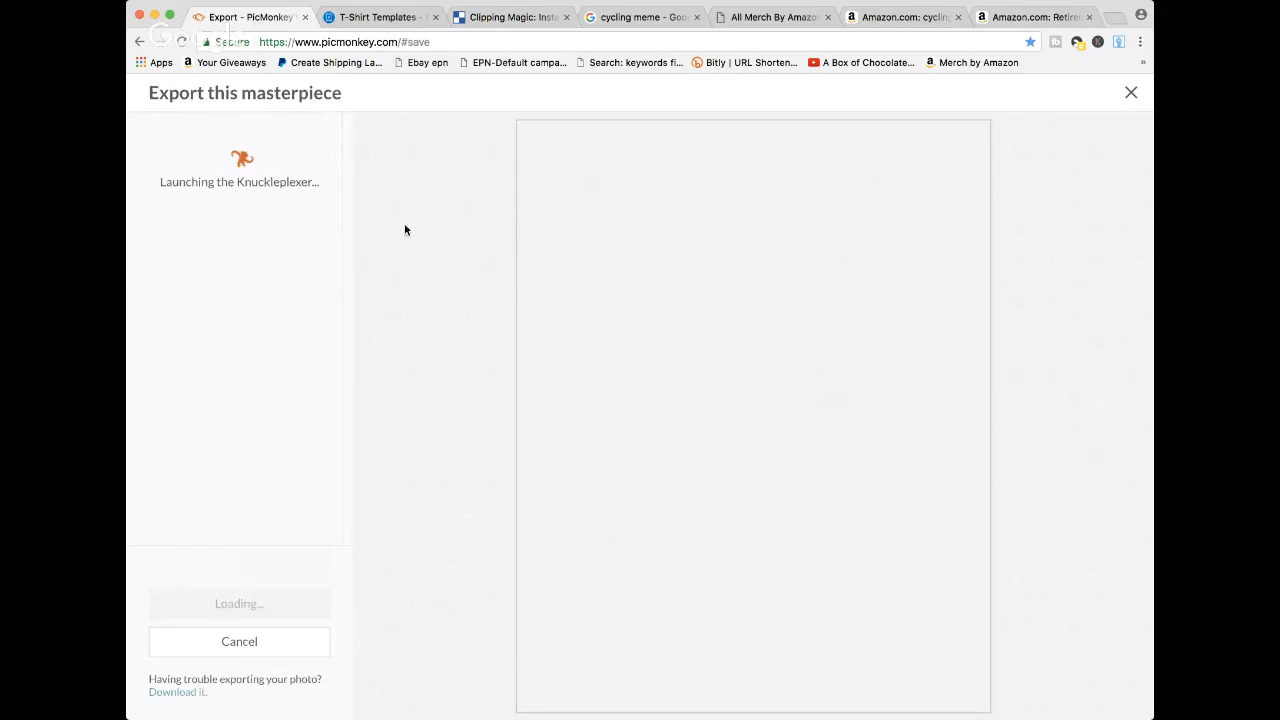 Export - PicMonkey'
T-Shirt Templates -
Clipping Magic: Insta
cycling meme - Goo
All Merch By Amazo
Amazon.com: cyclin
Amazon.com: Retire
Secure
https://www.picmonkey.com/#save
Apps
Your Giveaways
Create Shipping La...
Ebay epn
EPN-Default campa...
Search: keywords fi...
Bitly | URL Shorten...
A Box of Chocolate...
Merch by Amazon
»
Export this masterpiece
Launching the Knuckleplexer...
Loading...
Cancel
Having trouble exporting your photo?
Download it.